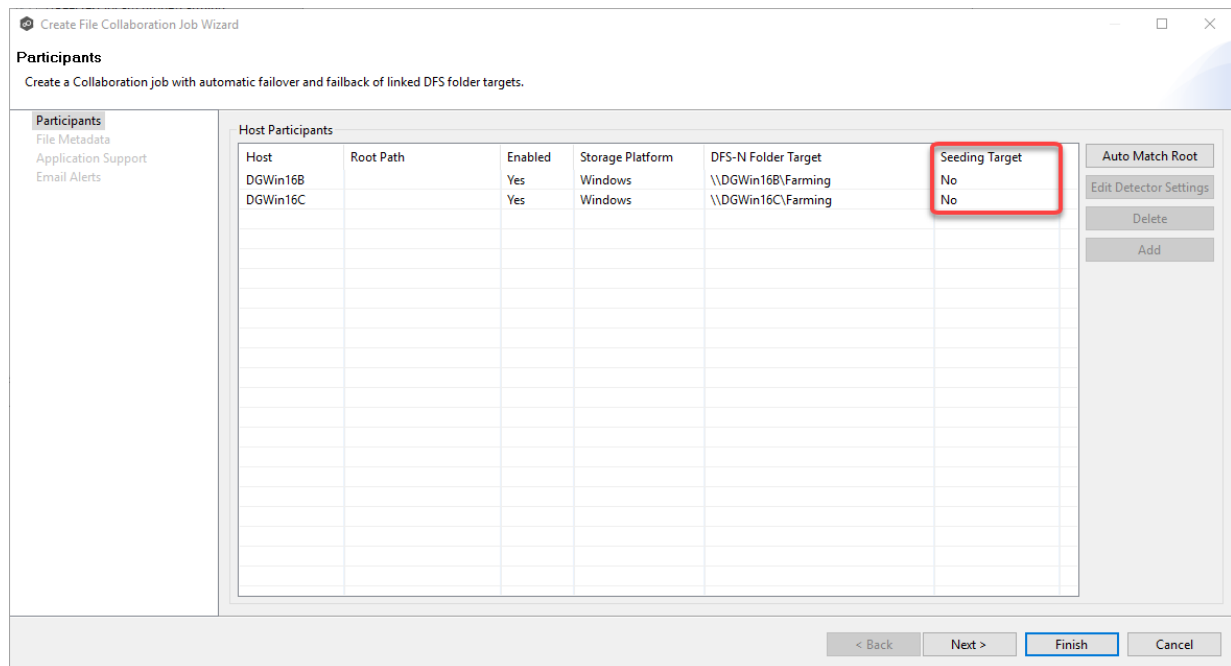 Create File Collaboration Job Wizard
Participants
Create a Collaboration job with automatic failover and failback of linked DFS folder targets.
Participants
File Metadata
Application Support
Email Alerts
Host Participants
Host Root Path Enabled Storage Platform DFS-N Folder Target Seeding Target
DGWin16B Yes Windows \\DGWin16B\Farming No
DGWin16C Yes Windows \\DGWin16C\Farming No
Auto Match Root
Edit Detector Settings
Delete
Add
< Back Next > Finish Cancel